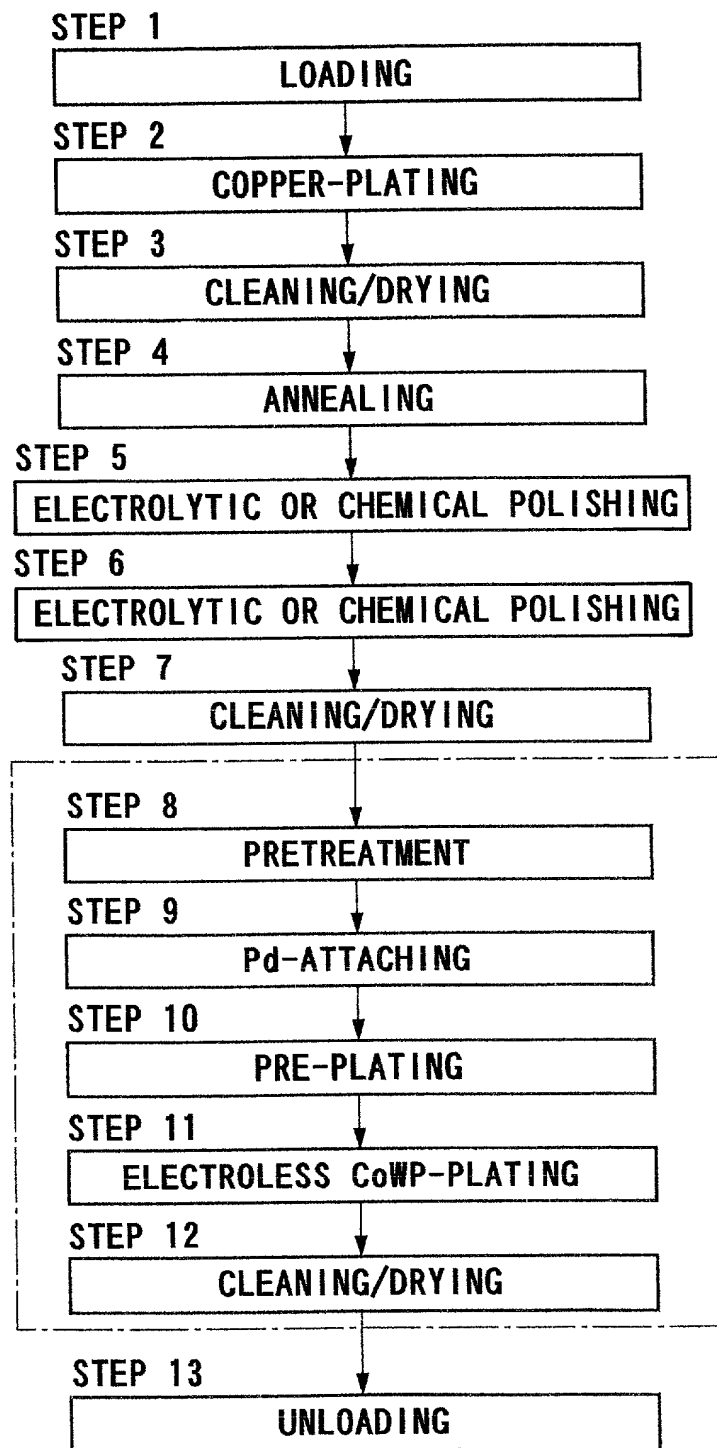 STEP 1
LOADING
STEP 2
COPPER-PLATING
STEP 3
CLEANING/DRYING
STEP 4
ANNEALING
STEP 5
ELECTROLYTIC OR CHEMICAL POLISHING
STEP 6
ELECTROLYTIC OR CHEMICAL POLISHING
STEP 7
CLEANING/DRYING
STEP 8
PRETREATMENT
STEP 9
Pd-ATTACHING
STEP 10
PRE-PLATING
STEP 11
ELECTROLESS CoWP-PLATING
STEP 12
CLEANING/DRYING
STEP 13
UNLOADING